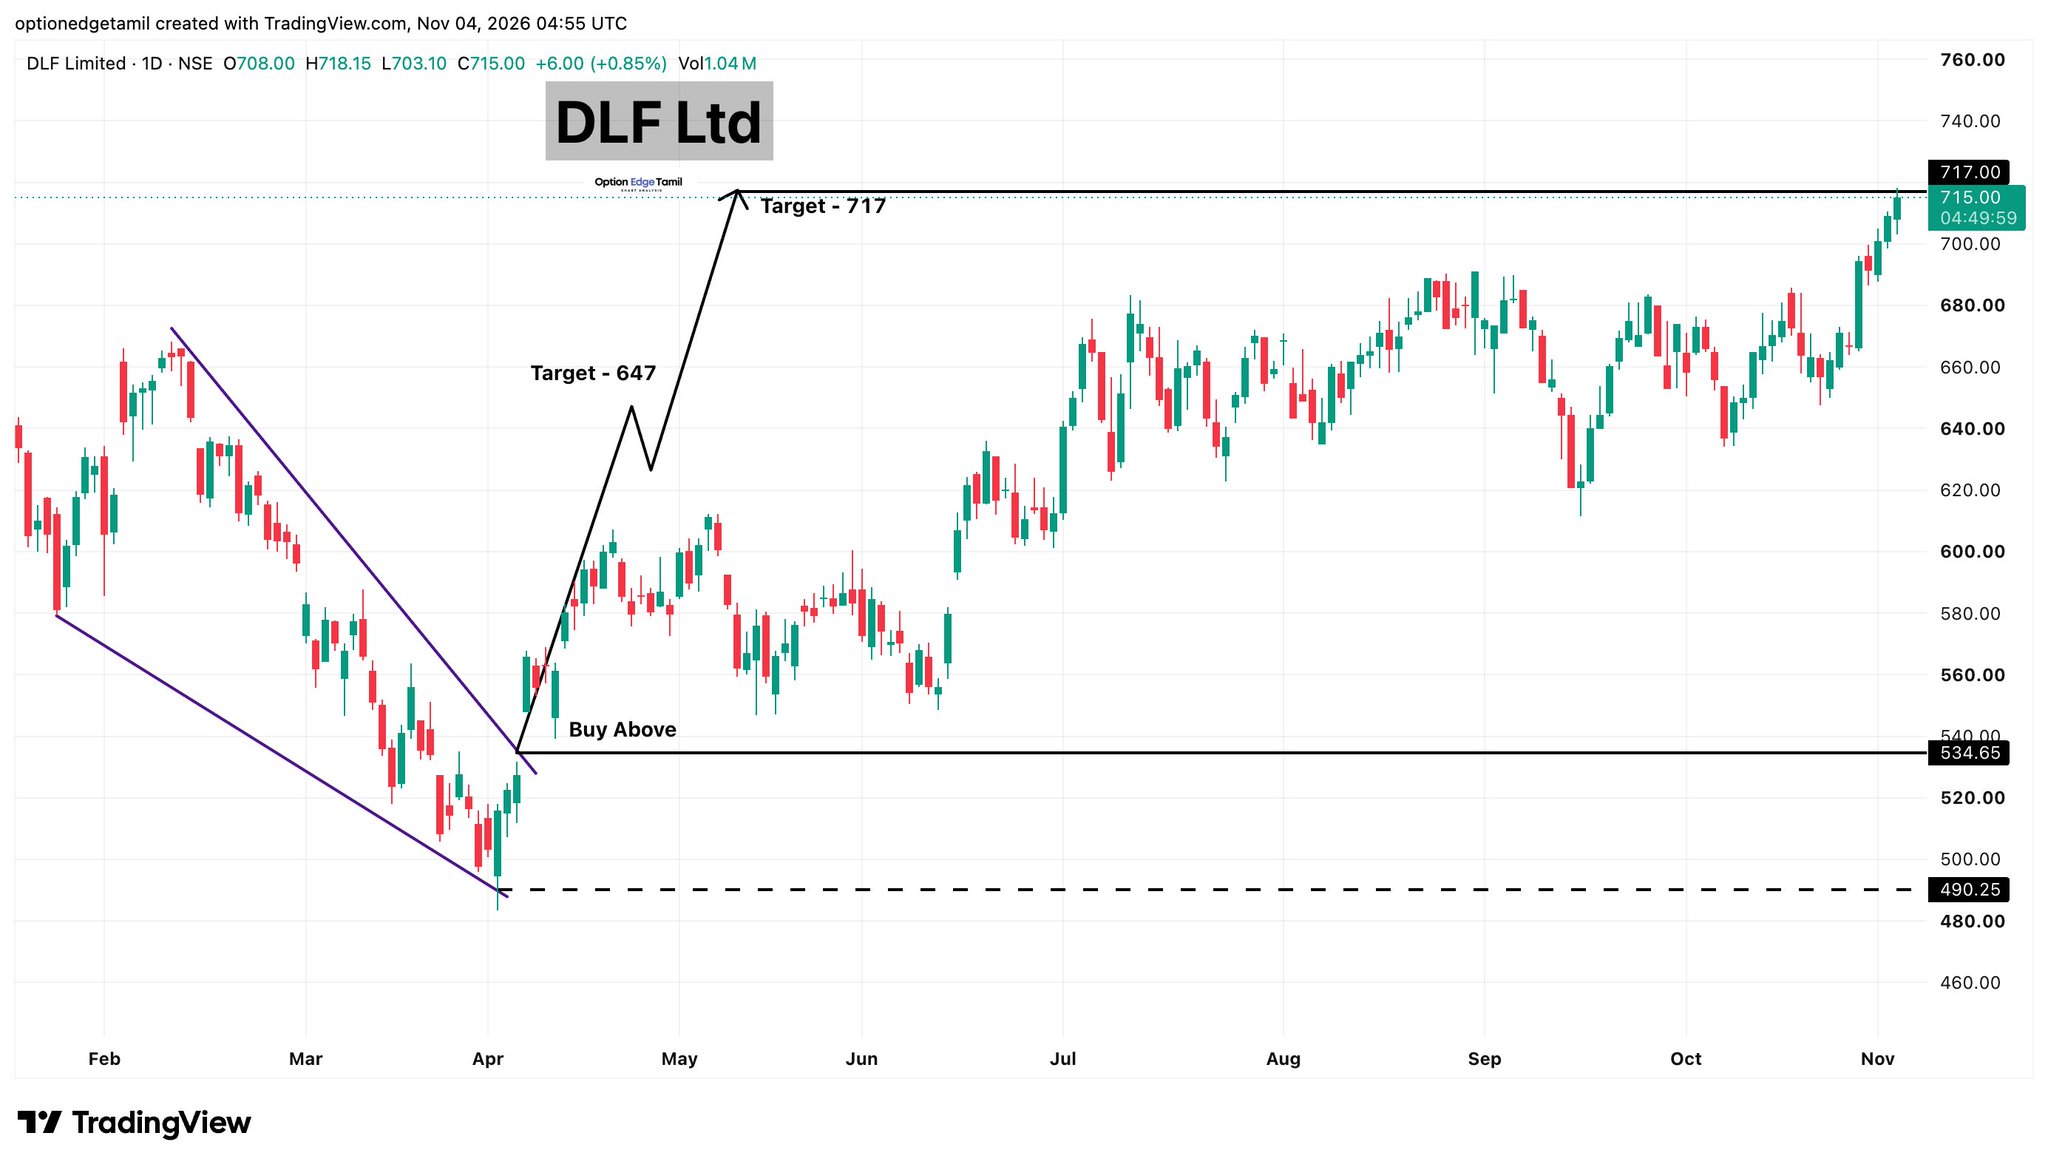 optionedgetamil created with TradingView.com, Nov 04, 2026 04:55 UTC
DLF Limited · 1D · NSE O708.00 H718.15 L703.10 C715.00 +6.00 (+0.85%) Vol1.04 M
DLF Ltd
Option Edge Tamil
CHART ANALYSIS
Target - 717
Target - 647
Buy Above
760.00
740.00
717.00
715.00
04:49:59
700.00
680.00
660.00
640.00
620.00
600.00
580.00
560.00
540.00
534.65
520.00
500.00
490.25
480.00
460.00
Feb Mar Apr May Jun Jul Aug Sep Oct Nov
TradingView